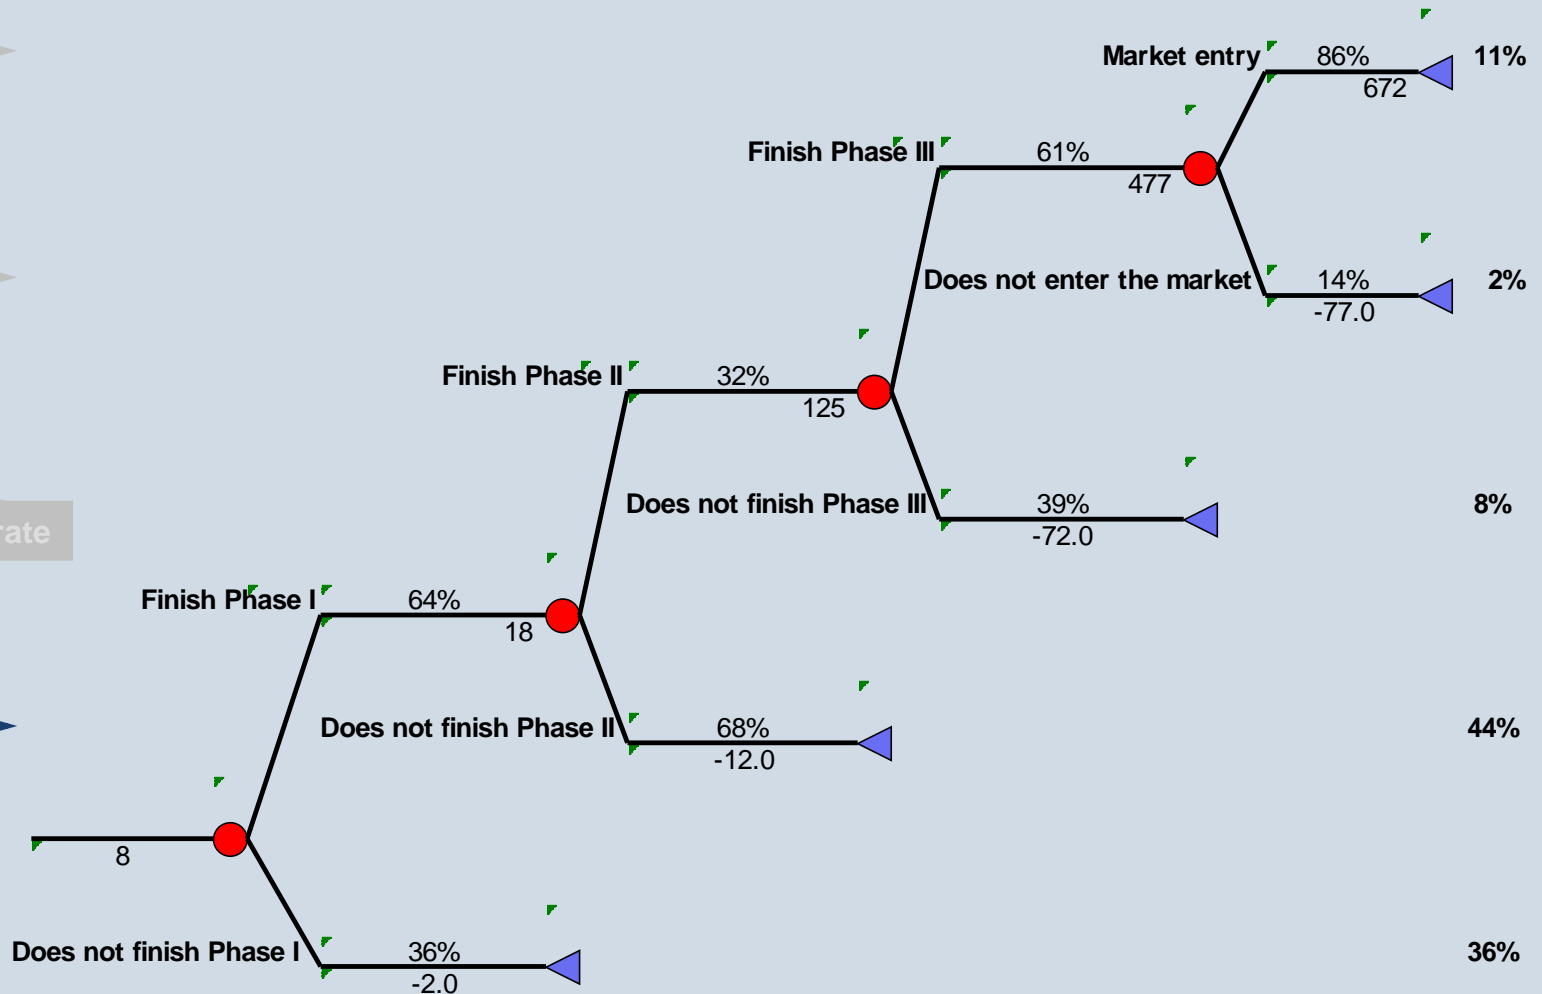 Market entry 86% 11%
672
Finish Phase III 61%
477
Does not enter the market 14% 2%
-77.0
Finish Phase II 32%
125
Does not finish Phase III 39% 8%
-72.0
rate
Finish Phase I 64%
18
Does not finish Phase II 68% 44%
-12.0
8
Does not finish Phase I 36% 36%
-2.0